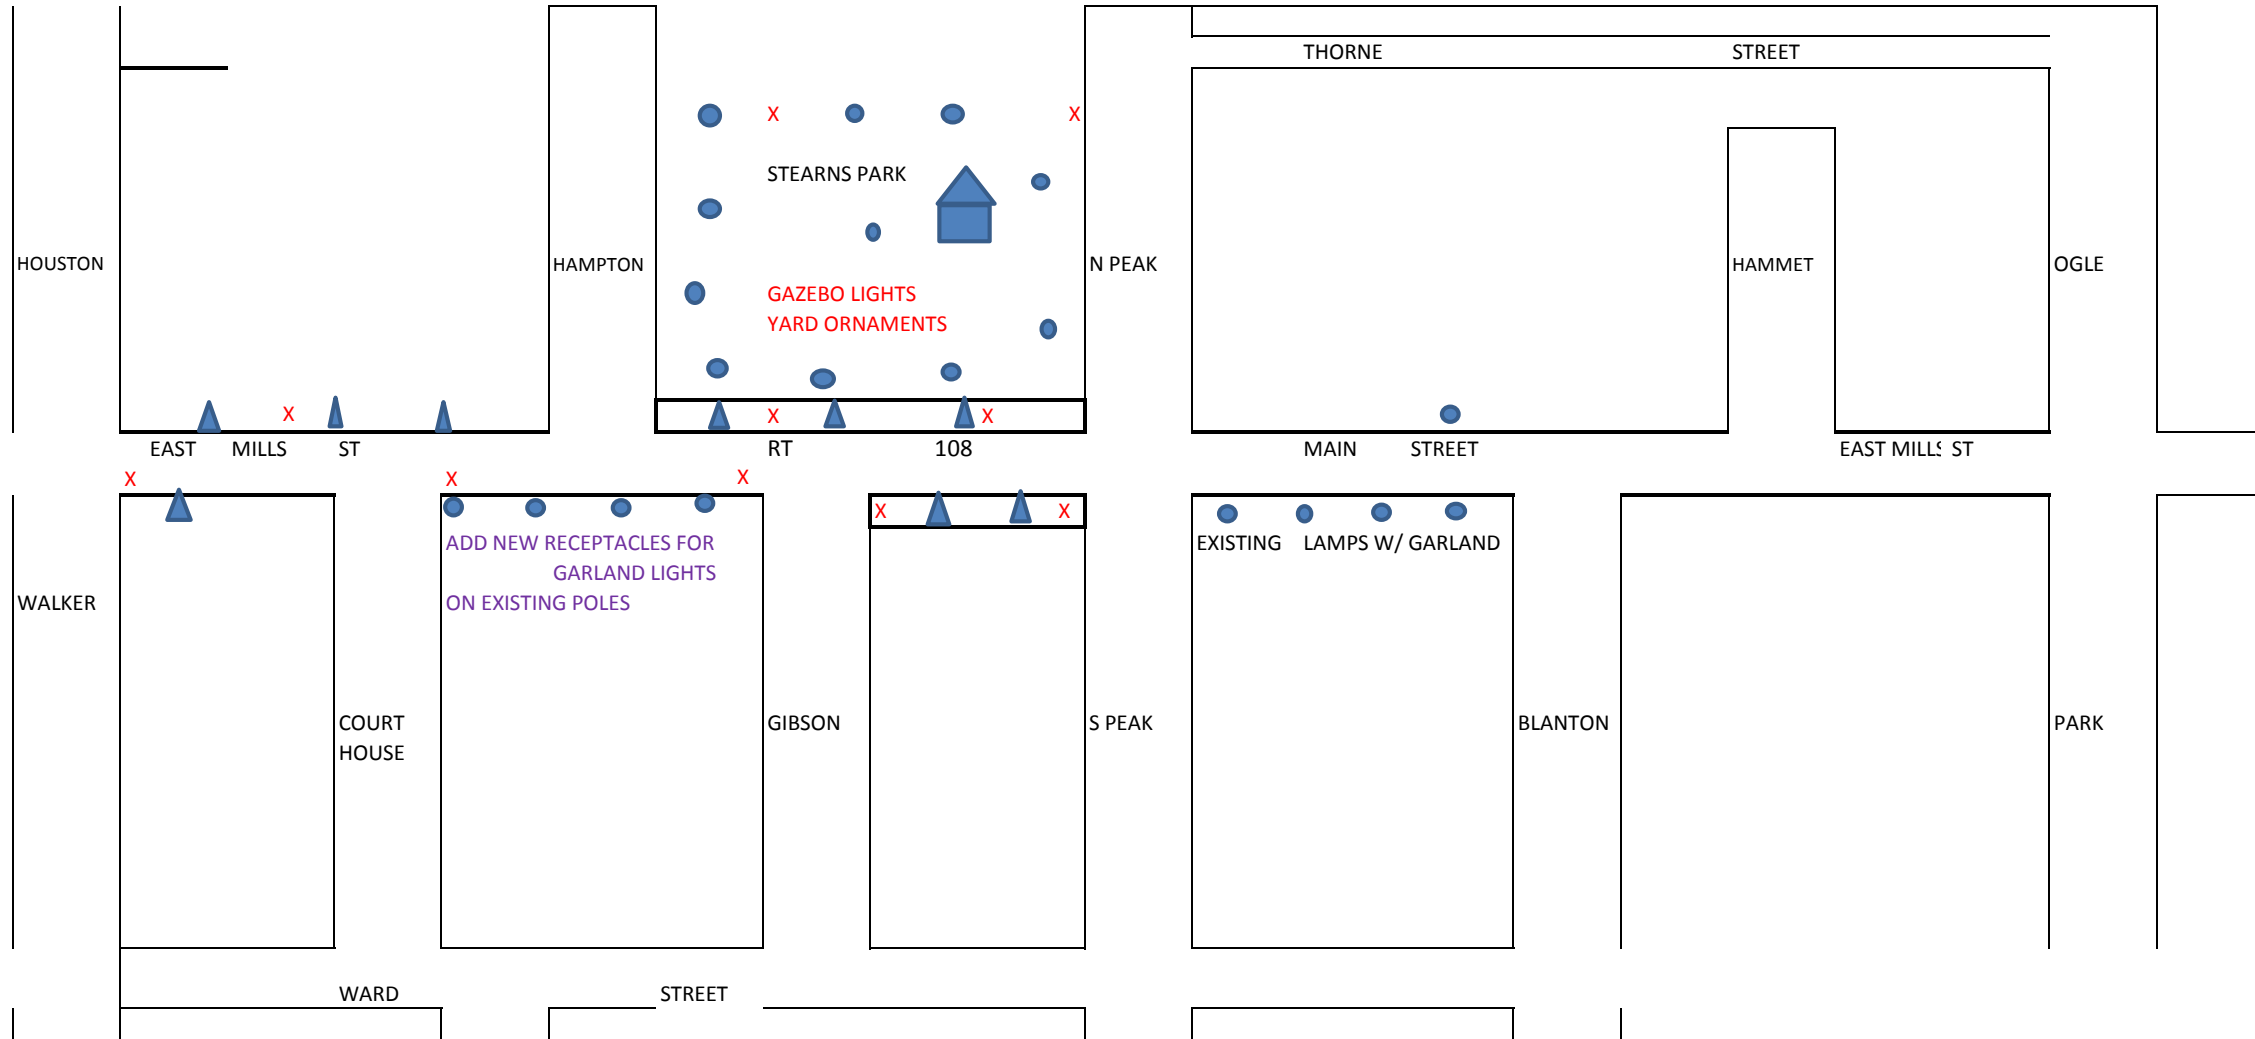 THORNE STREET
X X
STEARNS PARK
HOUSTON HAMPTON N PEAK HAMMET OGLE
GAZEBO LIGHTS
YARD ORNAMENTS
X X X
EAST MILLS ST RT 108 MAIN STREET EAST MILLS ST
X X X
X X
ADD NEW RECEPTACLES FOR EXISTING LAMPS W/ GARLAND
GARLAND LIGHTS
WALKER ON EXISTING POLES
COURT GIBSON S PEAK BLANTON PARK
HOUSE
WARD STREET